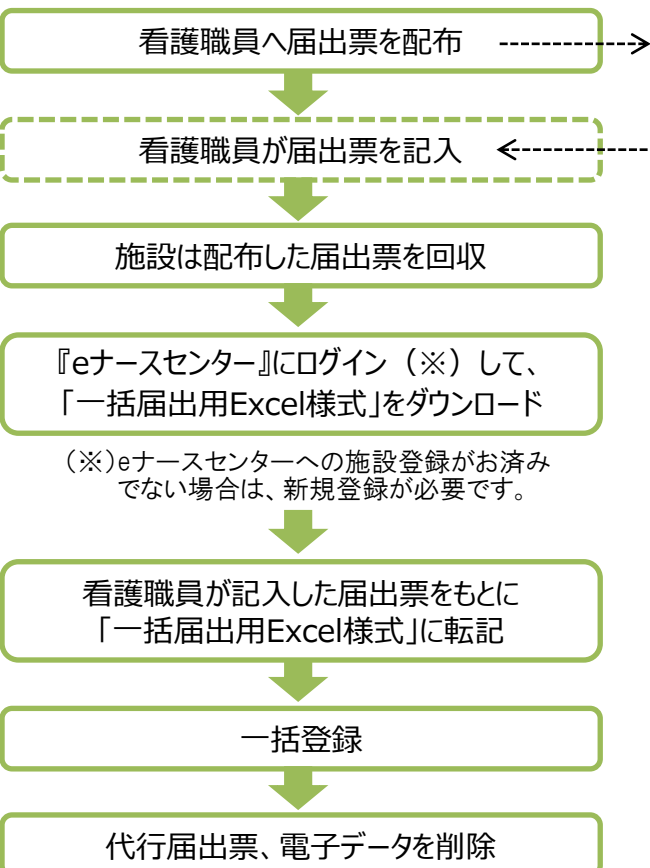 看護職員へ届出票を配布
看護職員が届出票を記入
施設は配布した届出票を回収
『eナースセンター』にログイン（※）して、
「一括届出用Excel様式」をダウンロード
（※）eナースセンターへの施設登録がお済み
でない場合は、新規登録が必要です。
看護職員が記入した届出票をもとに
「一括届出用Excel様式」に転記
一括登録
代行届出票、電子データを削除